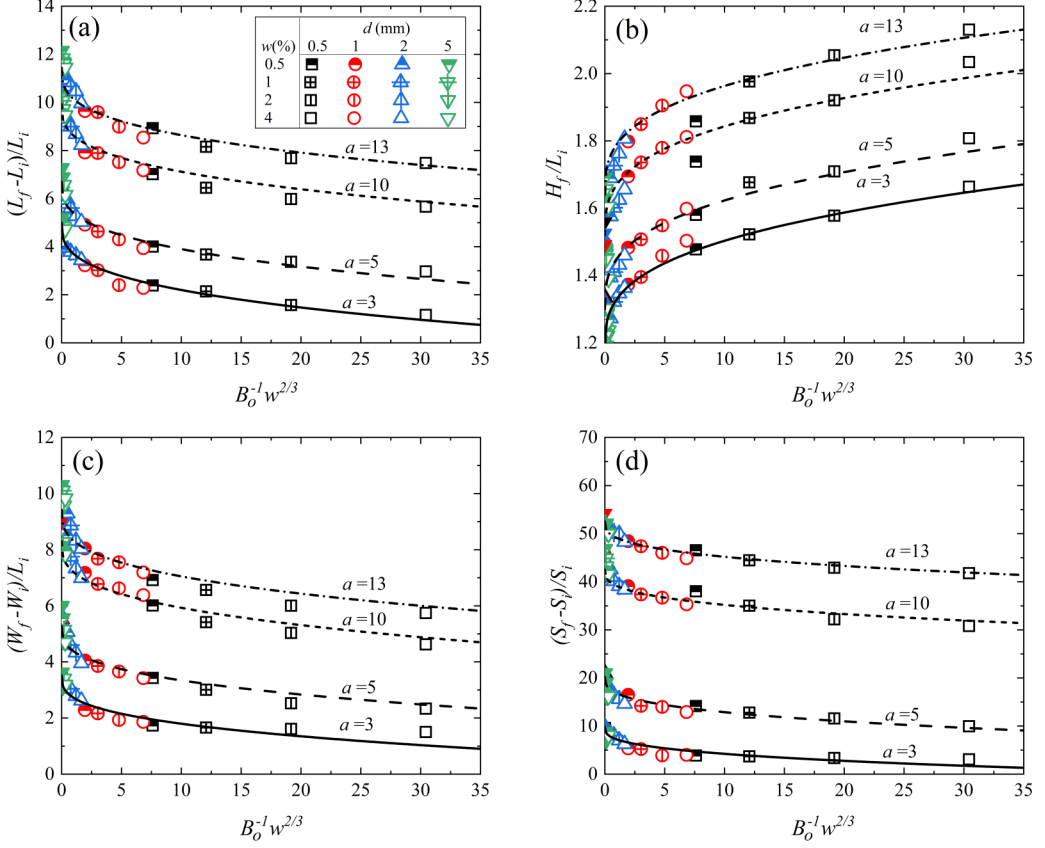 (a)
d (mm)
w(%) 0.5 1 2 5
0.5
1
2
4
a =13
a =10
a =5
a =3
14
12
10
8
6
4
2
0
0 5 10 15 20 25 30 35
(L_f-L_i)/L_i
B_o^-1 w^2/3
(b)
a =13
a =10
a =5
a =3
2.2
2.0
1.8
1.6
1.4
1.2
0 5 10 15 20 25 30 35
H_f/L_i
B_o^-1 w^2/3
(c)
a =13
a =10
a =5
a =3
12
10
8
6
4
2
0
0 5 10 15 20 25 30 35
(W_f-W_i)/L_i
B_o^-1 w^2/3
(d)
a =13
a =10
a =5
a =3
70
60
50
40
30
20
10
0
0 5 10 15 20 25 30 35
(S_f-S_i)/S_i
B_o^-1 w^2/3